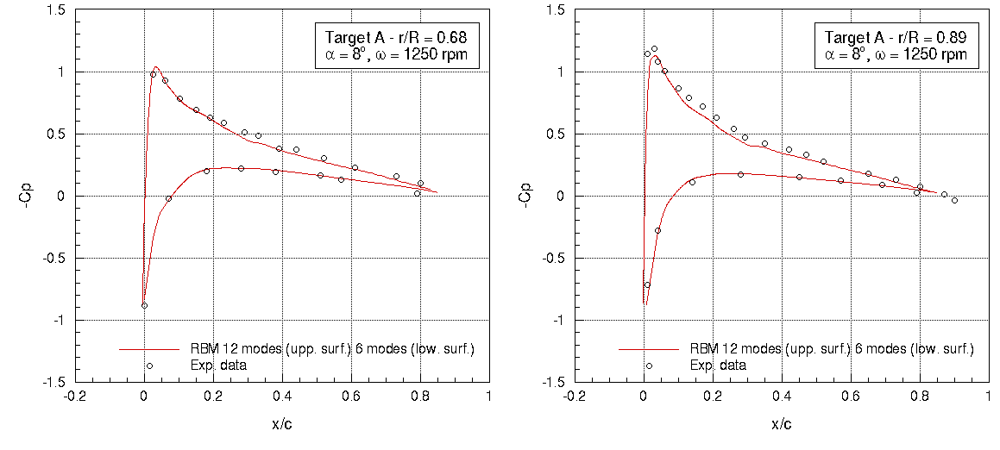 1.5
1
0.5
0
-0.5
-1
-1.5
-Cp
-0.2 0 0.2 0.4 0.6 0.8 1
x/c
Target A - r/R = 0.68
α = 8°, ω = 1250 rpm
RBM 12 modes (upp. surf.) 6 modes (low. surf.)
Exp. data
1.5
1
0.5
0
-0.5
-1
-1.5
-Cp
-0.2 0 0.2 0.4 0.6 0.8 1
x/c
Target A - r/R = 0.89
α = 8°, ω = 1250 rpm
RBM 12 modes (upp. surf.) 6 modes (low. surf.)
Exp. data